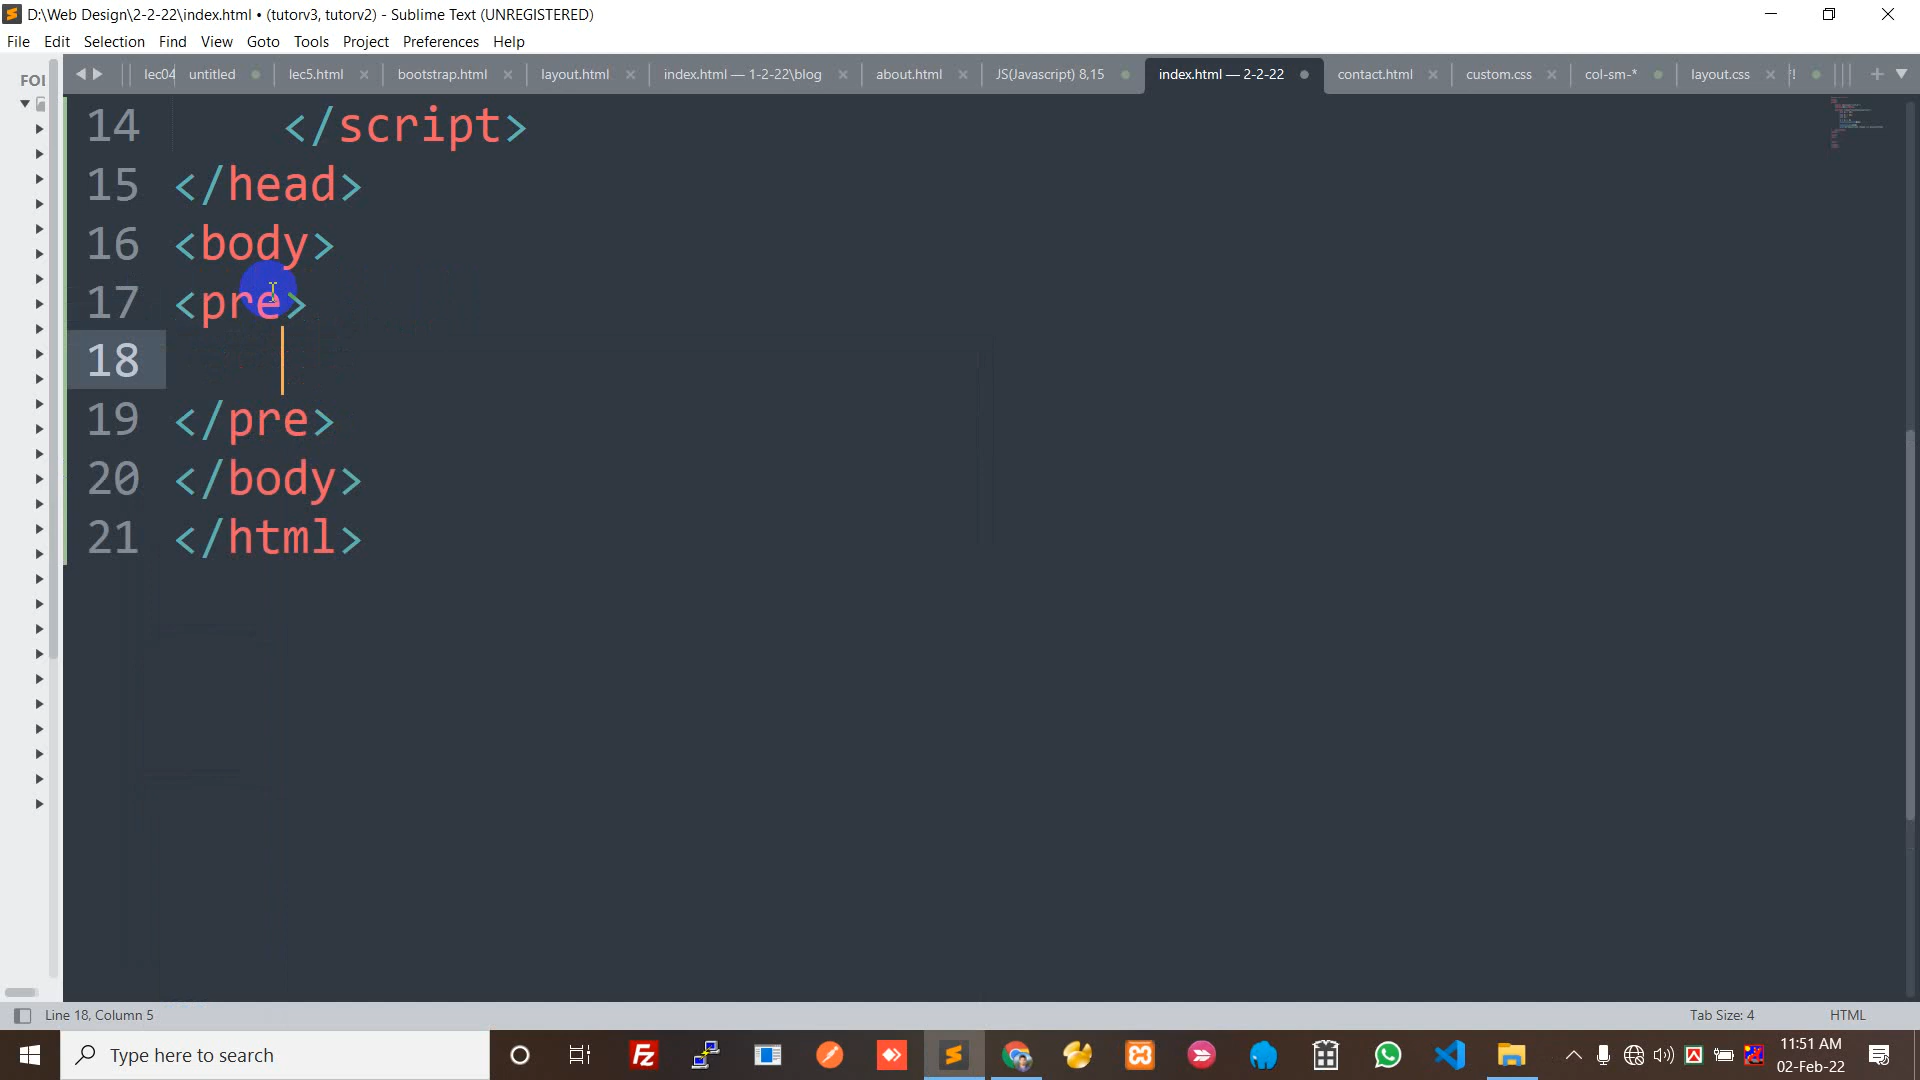 D:\Web Design\2-2-22\index.html • (tutorv3, tutorv2) - Sublime Text (UNREGISTERED)
File Edit Selection Find View Goto Tools Project Preferences Help
FOI
lec04 untitled lec5.html bootstrap.html layout.html index.html — 1-2-22\blog about.html JS(Javascript) 8,15 index.html — 2-2-22 contact.html custom.css col-sm-* layout.css
14 </script>
15 </head>
16 <body>
17 <pre>
18
19 </pre>
20 </body>
21 </html>
Line 18, Column 5 Tab Size: 4 HTML
Type here to search
11:51 AM
02-Feb-22